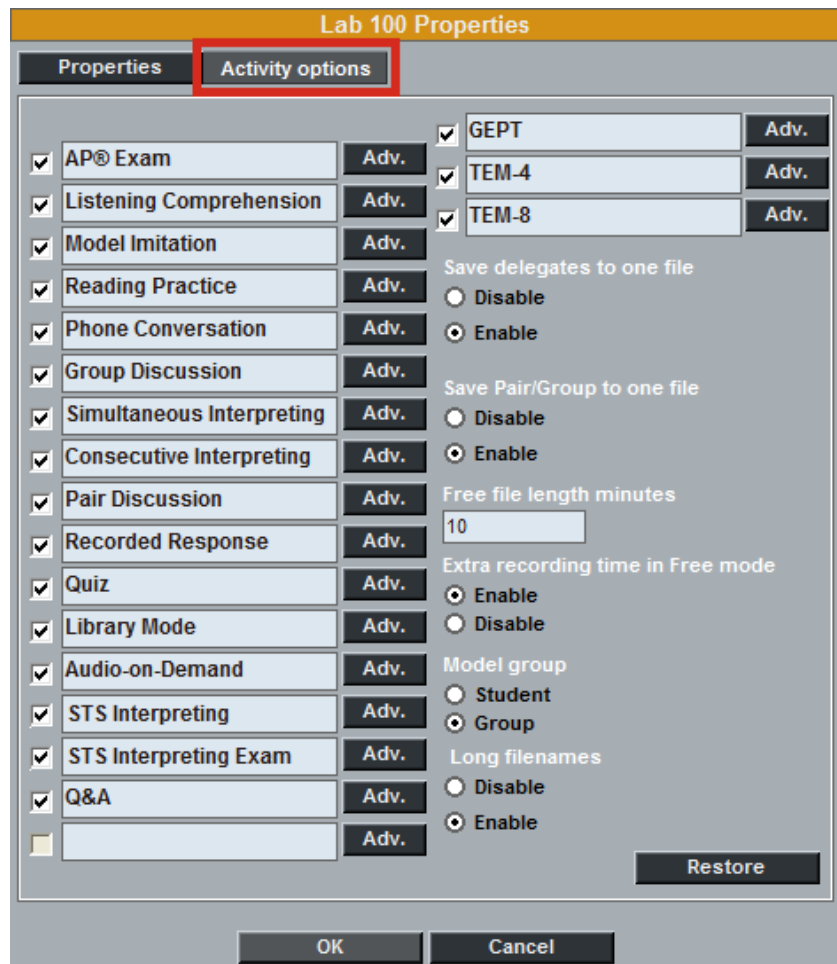 Lab 100 Properties
Properties
Activity options
AP® Exam Adv.
Listening Comprehension Adv.
Model Imitation Adv.
Reading Practice Adv.
Phone Conversation Adv.
Group Discussion Adv.
Simultaneous Interpreting Adv.
Consecutive Interpreting Adv.
Pair Discussion Adv.
Recorded Response Adv.
Quiz Adv.
Library Mode Adv.
Audio-on-Demand Adv.
STS Interpreting Adv.
STS Interpreting Exam Adv.
Q&A Adv.
Adv.
GEPT Adv.
TEM-4 Adv.
TEM-8 Adv.
Save delegates to one file
Disable
Enable
Save Pair/Group to one file
Disable
Enable
Free file length minutes
10
Extra recording time in Free mode
Enable
Disable
Model group
Student
Group
Long filenames
Disable
Enable
Restore
OK
Cancel